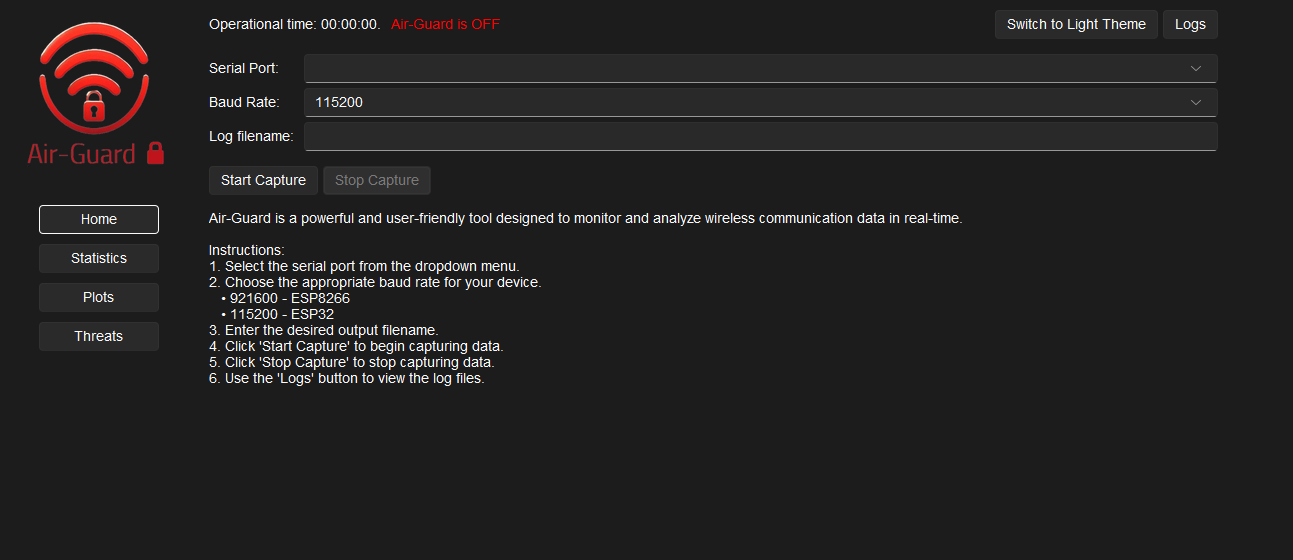 Operational time: 00:00:00. Air-Guard is OFF
Switch to Light Theme
Logs
Serial Port:
Baud Rate: 115200
Log filename:
Air-Guard
Start Capture
Stop Capture
Home
Statistics
Plots
Threats
Air-Guard is a powerful and user-friendly tool designed to monitor and analyze wireless communication data in real-time.
Instructions:
1. Select the serial port from the dropdown menu.
2. Choose the appropriate baud rate for your device.
• 921600 - ESP8266
• 115200 - ESP32
3. Enter the desired output filename.
4. Click 'Start Capture' to begin capturing data.
5. Click 'Stop Capture' to stop capturing data.
6. Use the 'Logs' button to view the log files.